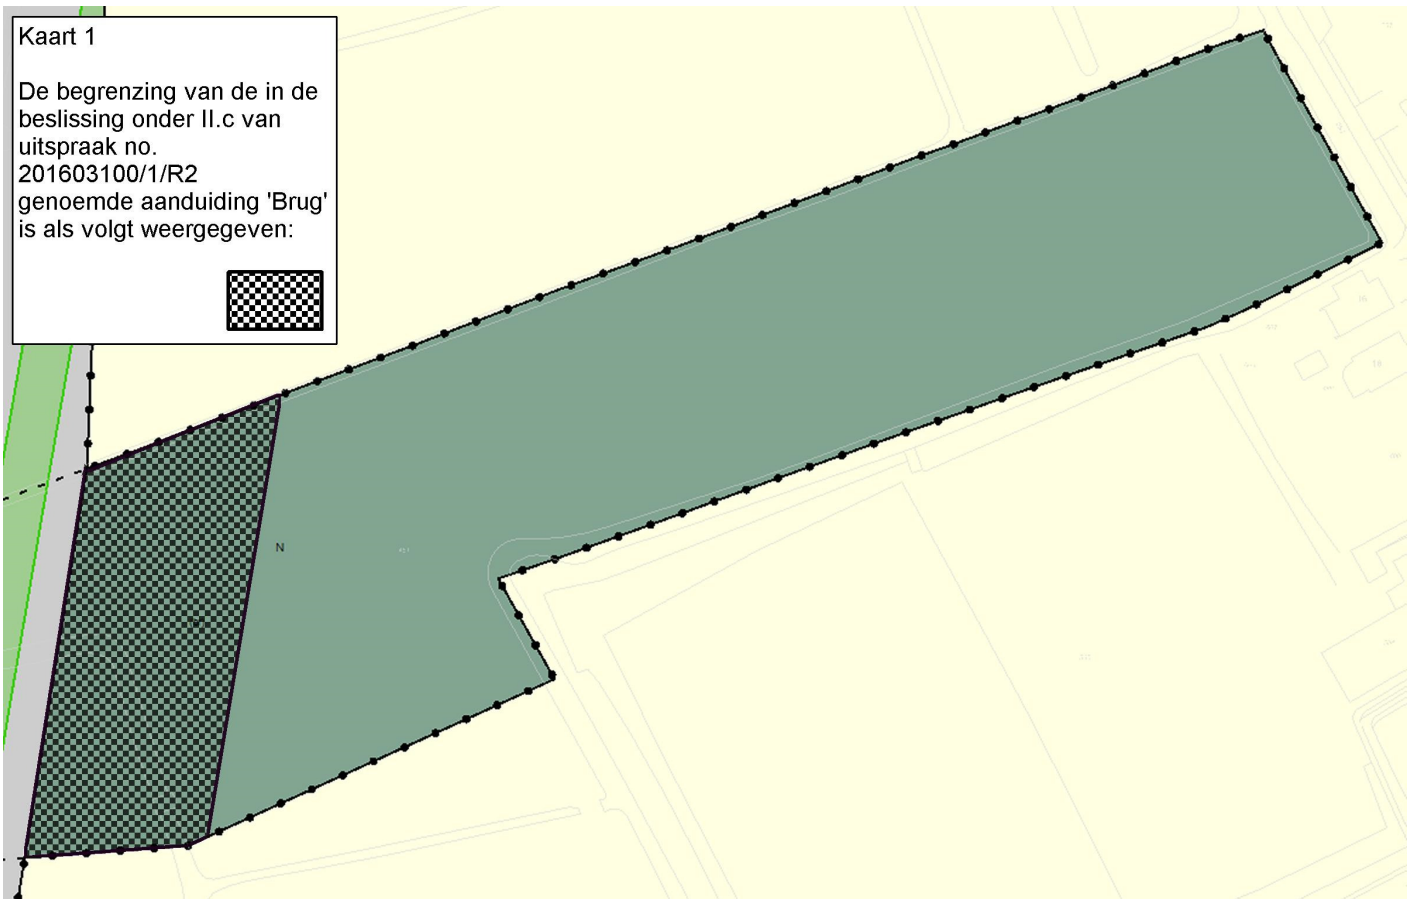 Kaart 1
De begrenzing van de in de
beslissing onder II.c van
uitspraak no.
201603100/1/R2
genoemde aanduiding 'Brug'
is als volgt weergegeven:
N